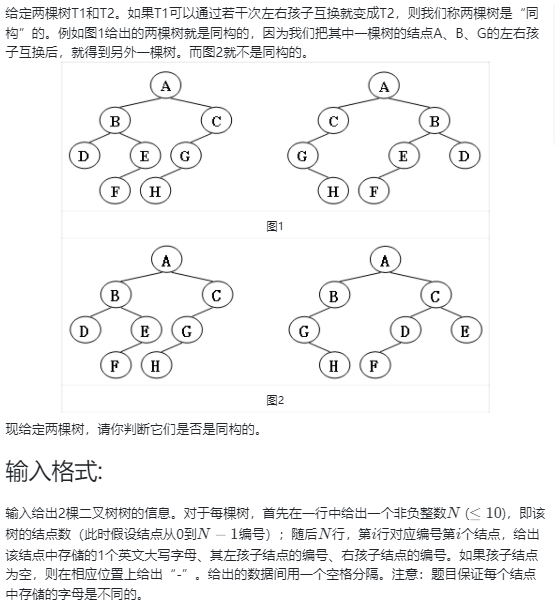 给定两棵树T1和T2。如果T1可以通过若干次左右孩子互换就变成T2，则我们称两棵树是“同
构”的。例如图1给出的两棵树就是同构的，因为我们把其中一棵树的结点A、B、G的左右孩
子互换后，就得到另外一棵树。而图2就不是同构的。
A A
B C C B
D E G G E D
F H H F
图1
A A
B C B C
D E G G D E
F H H F
图2
现给定两棵树，请你判断它们是否是同构的。
输入格式:
输入给出2棵二叉树树的信息。对于每棵树，首先在一行中给出一个非负整数N (≤ 10)，即该
树的结点数（此时假设结点从0到N − 1编号）；随后N行，第i行对应编号第i个结点，给出
该结点中存储的1个英文大写字母、其左孩子结点的编号、右孩子结点的编号。如果孩子结点
为空，则在相应位置上给出“-”。给出的数据间用一个空格分隔。注意：题目保证每个结点
中存储的字母是不同的。